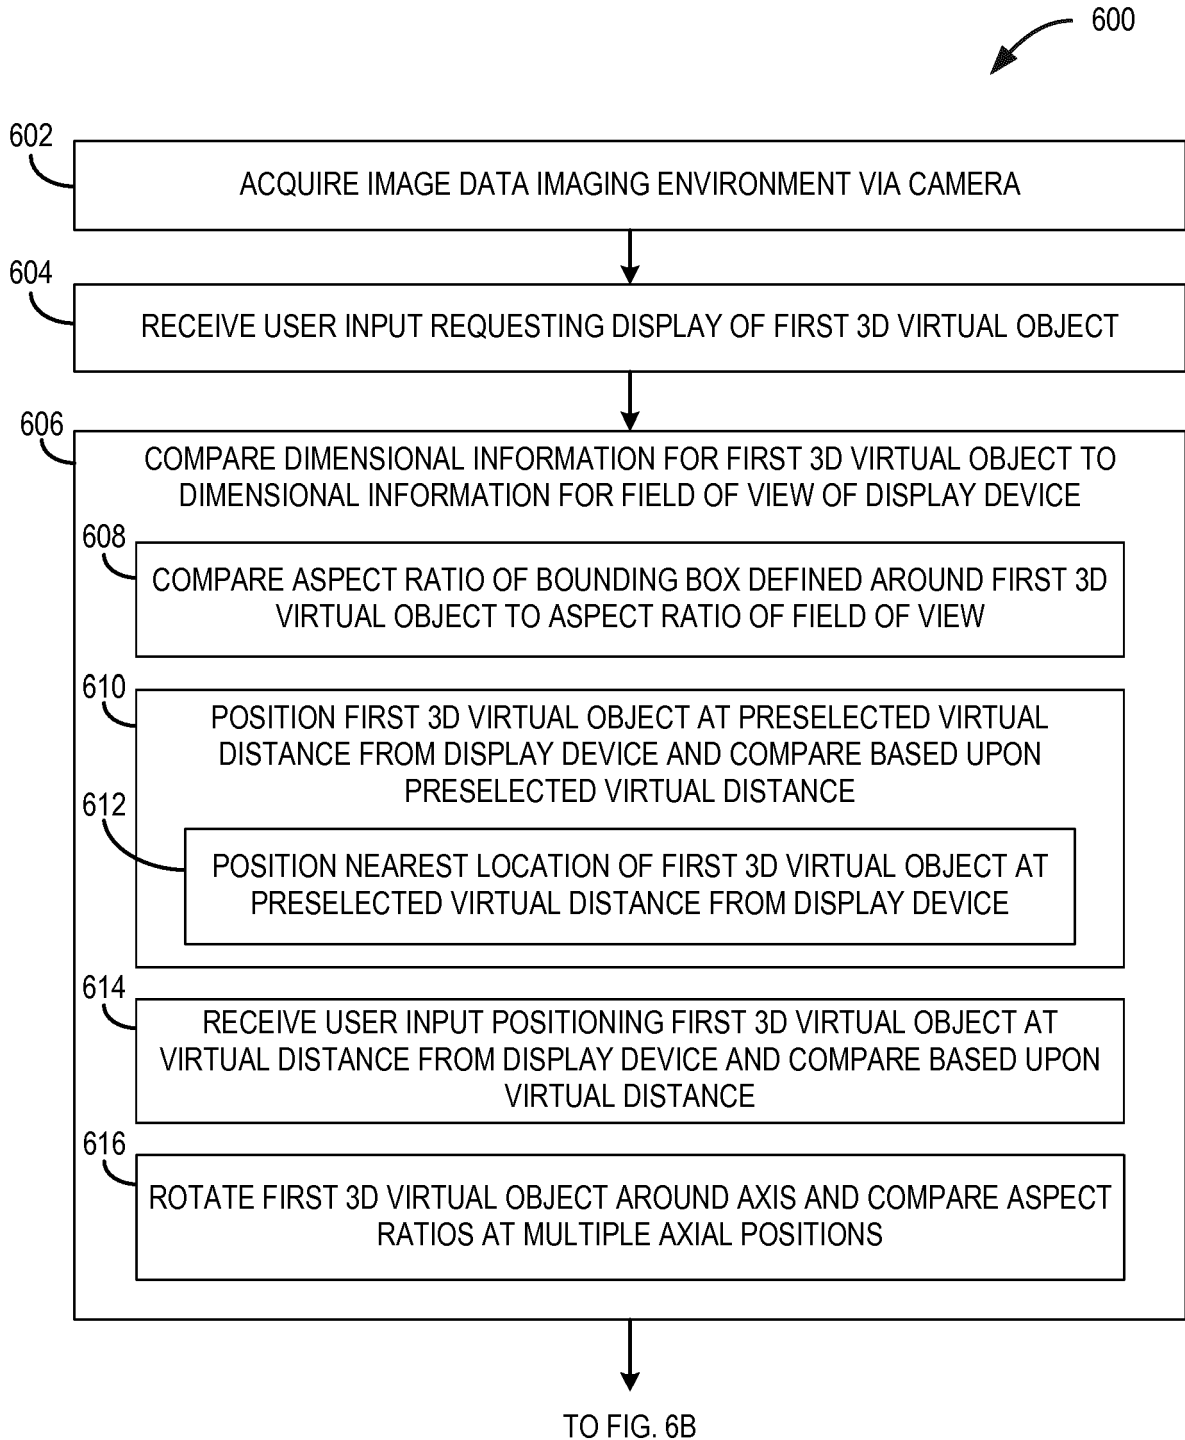 600
602
ACQUIRE IMAGE DATA IMAGING ENVIRONMENT VIA CAMERA
604
RECEIVE USER INPUT REQUESTING DISPLAY OF FIRST 3D VIRTUAL OBJECT
606
COMPARE DIMENSIONAL INFORMATION FOR FIRST 3D VIRTUAL OBJECT TO
DIMENSIONAL INFORMATION FOR FIELD OF VIEW OF DISPLAY DEVICE
608
COMPARE ASPECT RATIO OF BOUNDING BOX DEFINED AROUND FIRST 3D
VIRTUAL OBJECT TO ASPECT RATIO OF FIELD OF VIEW
610
POSITION FIRST 3D VIRTUAL OBJECT AT PRESELECTED VIRTUAL
DISTANCE FROM DISPLAY DEVICE AND COMPARE BASED UPON
PRESELECTED VIRTUAL DISTANCE
612
POSITION NEAREST LOCATION OF FIRST 3D VIRTUAL OBJECT AT
PRESELECTED VIRTUAL DISTANCE FROM DISPLAY DEVICE
614
RECEIVE USER INPUT POSITIONING FIRST 3D VIRTUAL OBJECT AT
VIRTUAL DISTANCE FROM DISPLAY DEVICE AND COMPARE BASED UPON
VIRTUAL DISTANCE
616
ROTATE FIRST 3D VIRTUAL OBJECT AROUND AXIS AND COMPARE ASPECT
RATIOS AT MULTIPLE AXIAL POSITIONS
TO FIG. 6B